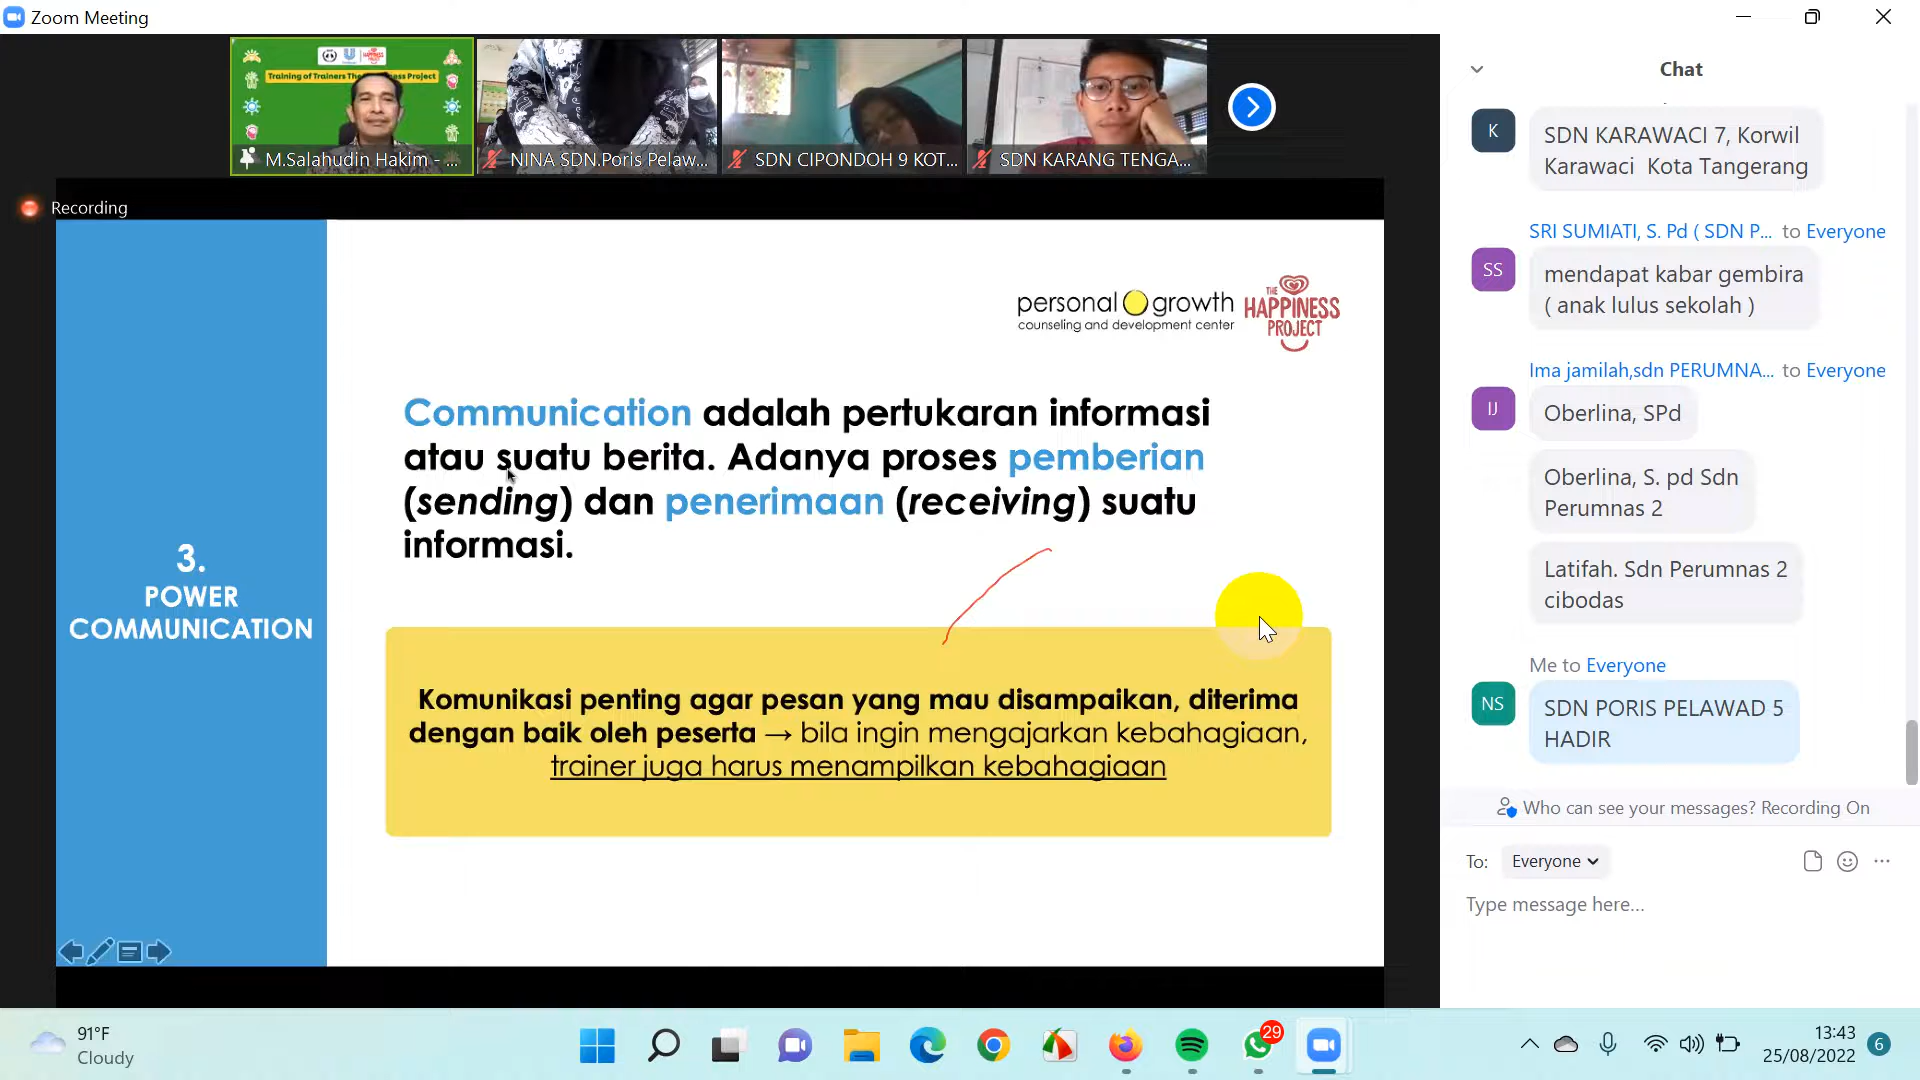 Zoom Meeting
Training of Trainers The Happiness Project
M.Salahudin Hakim - ...
NINA SDN.Poris Pelaw...
SDN CIPONDOH 9 KOT...
SDN KARANG TENGA...
Recording
3.
POWER
COMMUNICATION
personal growth
counseling and development center
THE
HAPPINESS
PROJECT
Communication adalah pertukaran informasi
atau suatu berita. Adanya proses pemberian
(sending) dan penerimaan (receiving) suatu
informasi.
Komunikasi penting agar pesan yang mau disampaikan, diterima
dengan baik oleh peserta → bila ingin mengajarkan kebahagiaan,
trainer juga harus menampilkan kebahagiaan
Chat
K
SDN KARAWACI 7, Korwil
Karawaci Kota Tangerang
SRI SUMIATI, S. Pd ( SDN P... to Everyone
SS
mendapat kabar gembira
( anak lulus sekolah )
Ima jamilah,sdn PERUMNA... to Everyone
IJ
Oberlina, SPd
Oberlina, S. pd Sdn
Perumnas 2
Latifah. Sdn Perumnas 2
cibodas
Me to Everyone
NS
SDN PORIS PELAWAD 5
HADIR
Who can see your messages? Recording On
To: Everyone
Type message here...
91°F
Cloudy
29
13:43
25/08/2022
6